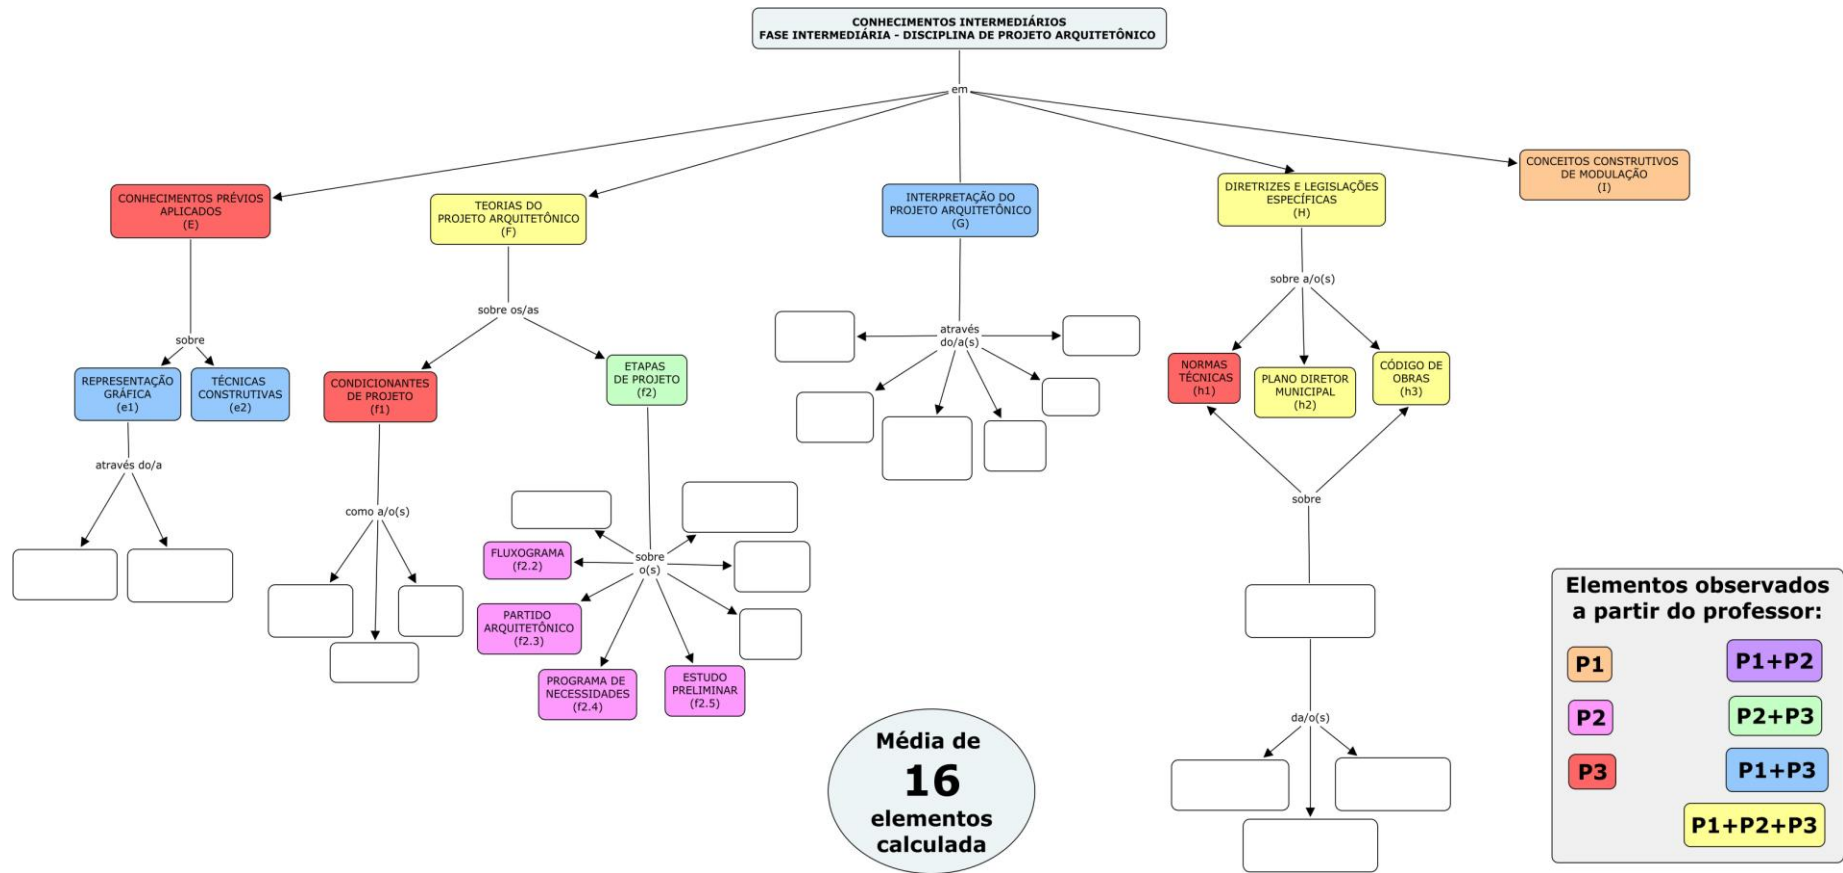 CONHECIMENTOS INTERMEDIÁRIOS
FASE INTERMEDIÁRIA - DISCIPLINA DE PROJETO ARQUITETÔNICO
em
CONHECIMENTOS PRÉVIOS
APLICADOS
(E)
TEORIAS DO
PROJETO ARQUITETÔNICO
(F)
INTERPRETAÇÃO DO
PROJETO ARQUITETÔNICO
(G)
DIRETRIZES E LEGISLAÇÕES
ESPECÍFICAS
(H)
CONCEITOS CONSTRUTIVOS
DE MODULAÇÃO
(I)
sobre
REPRESENTAÇÃO
GRÁFICA
(e1)
TÉCNICAS
CONSTRUTIVAS
(e2)
através do/a
sobre os/as
CONDICIONANTES
DE PROJETO
(f1)
ETAPAS
DE PROJETO
(f2)
como a/o(s)
sobre
o(s)
FLUXOGRAMA
(f2.2)
PARTIDO
ARQUITETÔNICO
(f2.3)
PROGRAMA DE
NECESSIDADES
(f2.4)
ESTUDO
PRELIMINAR
(f2.5)
através
do/a(s)
sobre a/o(s)
NORMAS
TÉCNICAS
(h1)
PLANO DIRETOR
MUNICIPAL
(h2)
CÓDIGO DE
OBRAS
(h3)
sobre
da/o(s)
Média de
16
elementos
calculada
Elementos observados
a partir do professor:
P1
P1+P2
P2
P2+P3
P3
P1+P3
P1+P2+P3